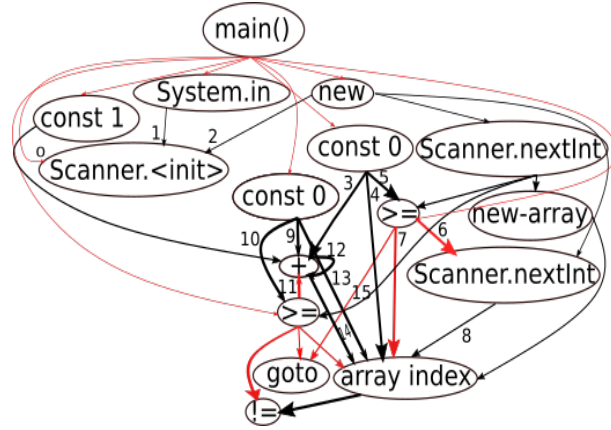 main()
System.in
new
const 1
1
2
const 0
Scanner.nextInt
o
Scanner.<init>
3
4
5
const 0
>=
new-array
10
9
12
7
6
+
13
Scanner.nextInt
11
15
>=
8
goto
array index
!=